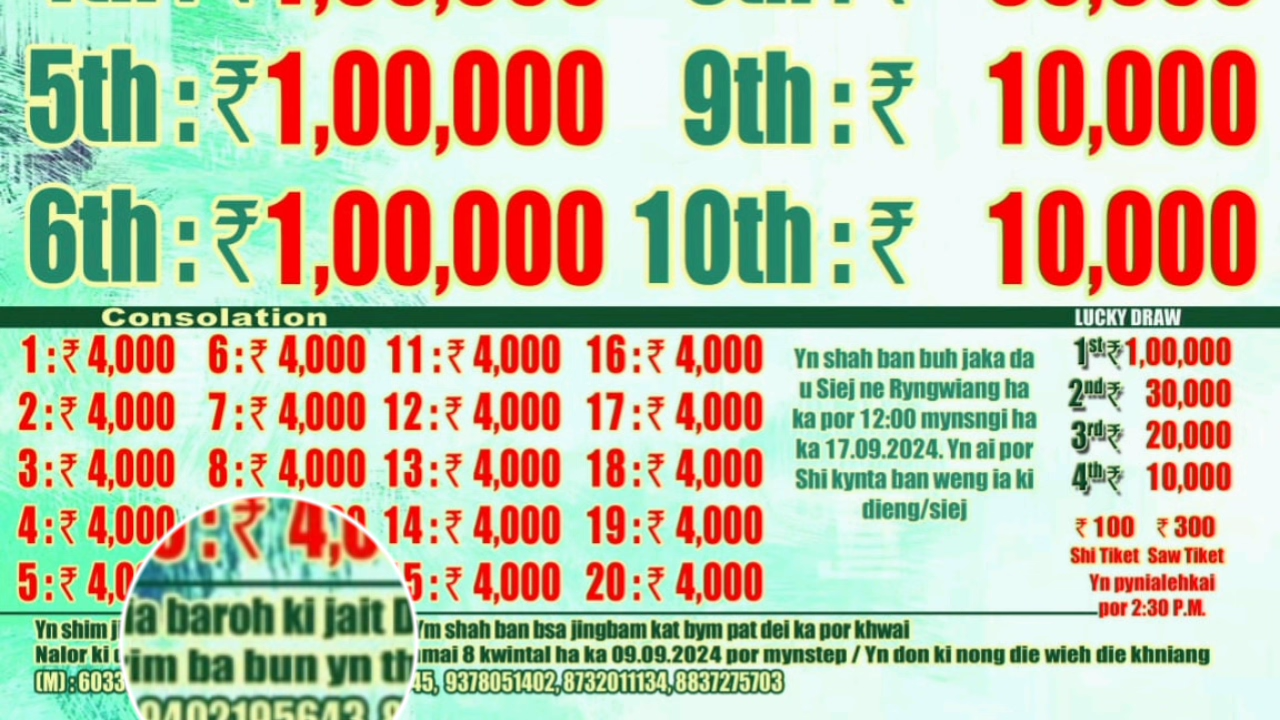 5th : ₹ 1,00,000 9th : ₹ 10,000
6th : ₹ 1,00,000 10th : ₹ 10,000
Consolation LUCKY DRAW
1 : ₹ 4,000 6 : ₹ 4,000 11 : ₹ 4,000 16 : ₹ 4,000
2 : ₹ 4,000 7 : ₹ 4,000 12 : ₹ 4,000 17 : ₹ 4,000
3 : ₹ 4,000 8 : ₹ 4,000 13 : ₹ 4,000 18 : ₹ 4,000
4 : ₹ 4,000 14 : ₹ 4,000 19 : ₹ 4,000
5 : ₹ 15 : ₹ 4,000 20 : ₹ 4,000
Yn shah ban buh jaka da
u Siej ne Ryngwiang ha
ka por 12:00 mynsngi ha
ka 17.09.2024. Yn ai por
Shi kynta ban weng ia ki
dieng/siej
1st ₹ 1,00,000
2nd ₹ 30,000
3rd ₹ 20,000
4th ₹ 10,000
₹ 100 ₹ 300
Shi Tiket Saw Tiket
Yn pynialehkai
por 2:30 P.M.
Yn shim Ym shah ban bsa jingbam kat bym pat dei ka por khwai
Nalor ki 8 kwintal ha ka 09.09.2024 por mynstep / Yn don ki nong die wieh die khniang
(M) : 9378051402, 8732011134, 8837275703
baroh ki jait
ba bun yn